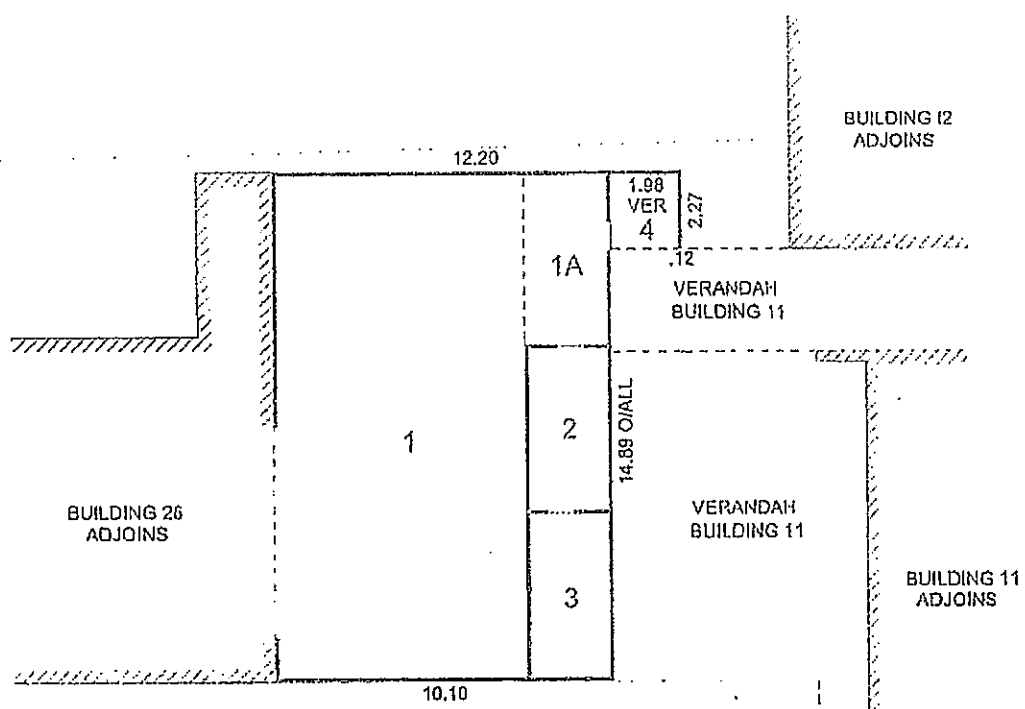 BUILDING 12
ADJOINS
12.20
1.98
VER
4
2.27
.12
1A
VERANDAH
BUILDING 11
1
2
14.89 O/ALL
BUILDING 26
ADJOINS
VERANDAH
BUILDING 11
3
BUILDING 11
ADJOINS
10.10